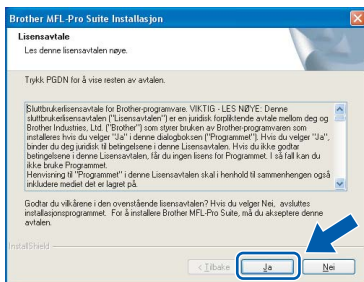 Brother MFL-Pro Suite Installasjon
Lisensavtale
Les denne lisensavtalen nøye.
Trykk PGDN for å vise resten av avtalen.
Sluttbrukerlisensavtale for Brother-programvare. VIKTIG - LES NØYE: Denne
sluttbrukerlisensavtalen ("Lisensavtalen") er en juridisk forpliktende avtale mellom deg og
Brother Industries, Ltd. ("Brother") som styrer bruken av Brother-programvaren som
installeres hvis du velger "Ja" i denne dialogboksen ("Programmet"). Hvis du velger "Ja",
binder du deg juridisk til betingelsene i denne Lisensavtalen. Hvis du ikke godtar
betingelsene i denne Lisensavtalen, får du ingen lisens for Programmet. I så fall kan du
ikke bruke Programmet.
Henvisning til "Programmet" i denne Lisensavtalen skal i henhold til sammenhengen også
inkludere mediet det er lagret på.
Godtar du vilkårene i den ovenstående lisensavtalen? Hvis du velger Nei, avsluttes
installasjonsprogrammet. For å installere Brother MFL-Pro Suite, må du akseptere denne
avtalen.
InstallShield
< Tilbake
Ja
Nei